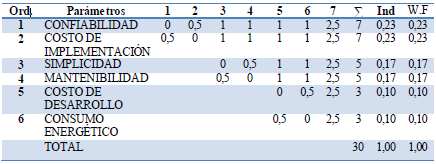 Ord. Parámetros 1 2 3 4 5 6 7 Σ Ind W.F
1 CONFIABILIDAD 0 0,5 1 1 1 1 2,5 7 0,23 0,23
2 COSTO DE IMPLEMENTACIÓN 0,5 0 1 1 1 1 2,5 7 0,23 0,23
3 SIMPLICIDAD 0 0,5 1 1 2,5 5 0,17 0,17
4 MANTENIBILIDAD 0,5 0 1 1 2,5 5 0,17 0,17
5 COSTO DE DESARROLLO 0 0,5 2,5 3 0,10 0,10
6 CONSUMO ENERGÉTICO 0,5 0 2,5 3 0,10 0,10
TOTAL 30 1,00 1,00